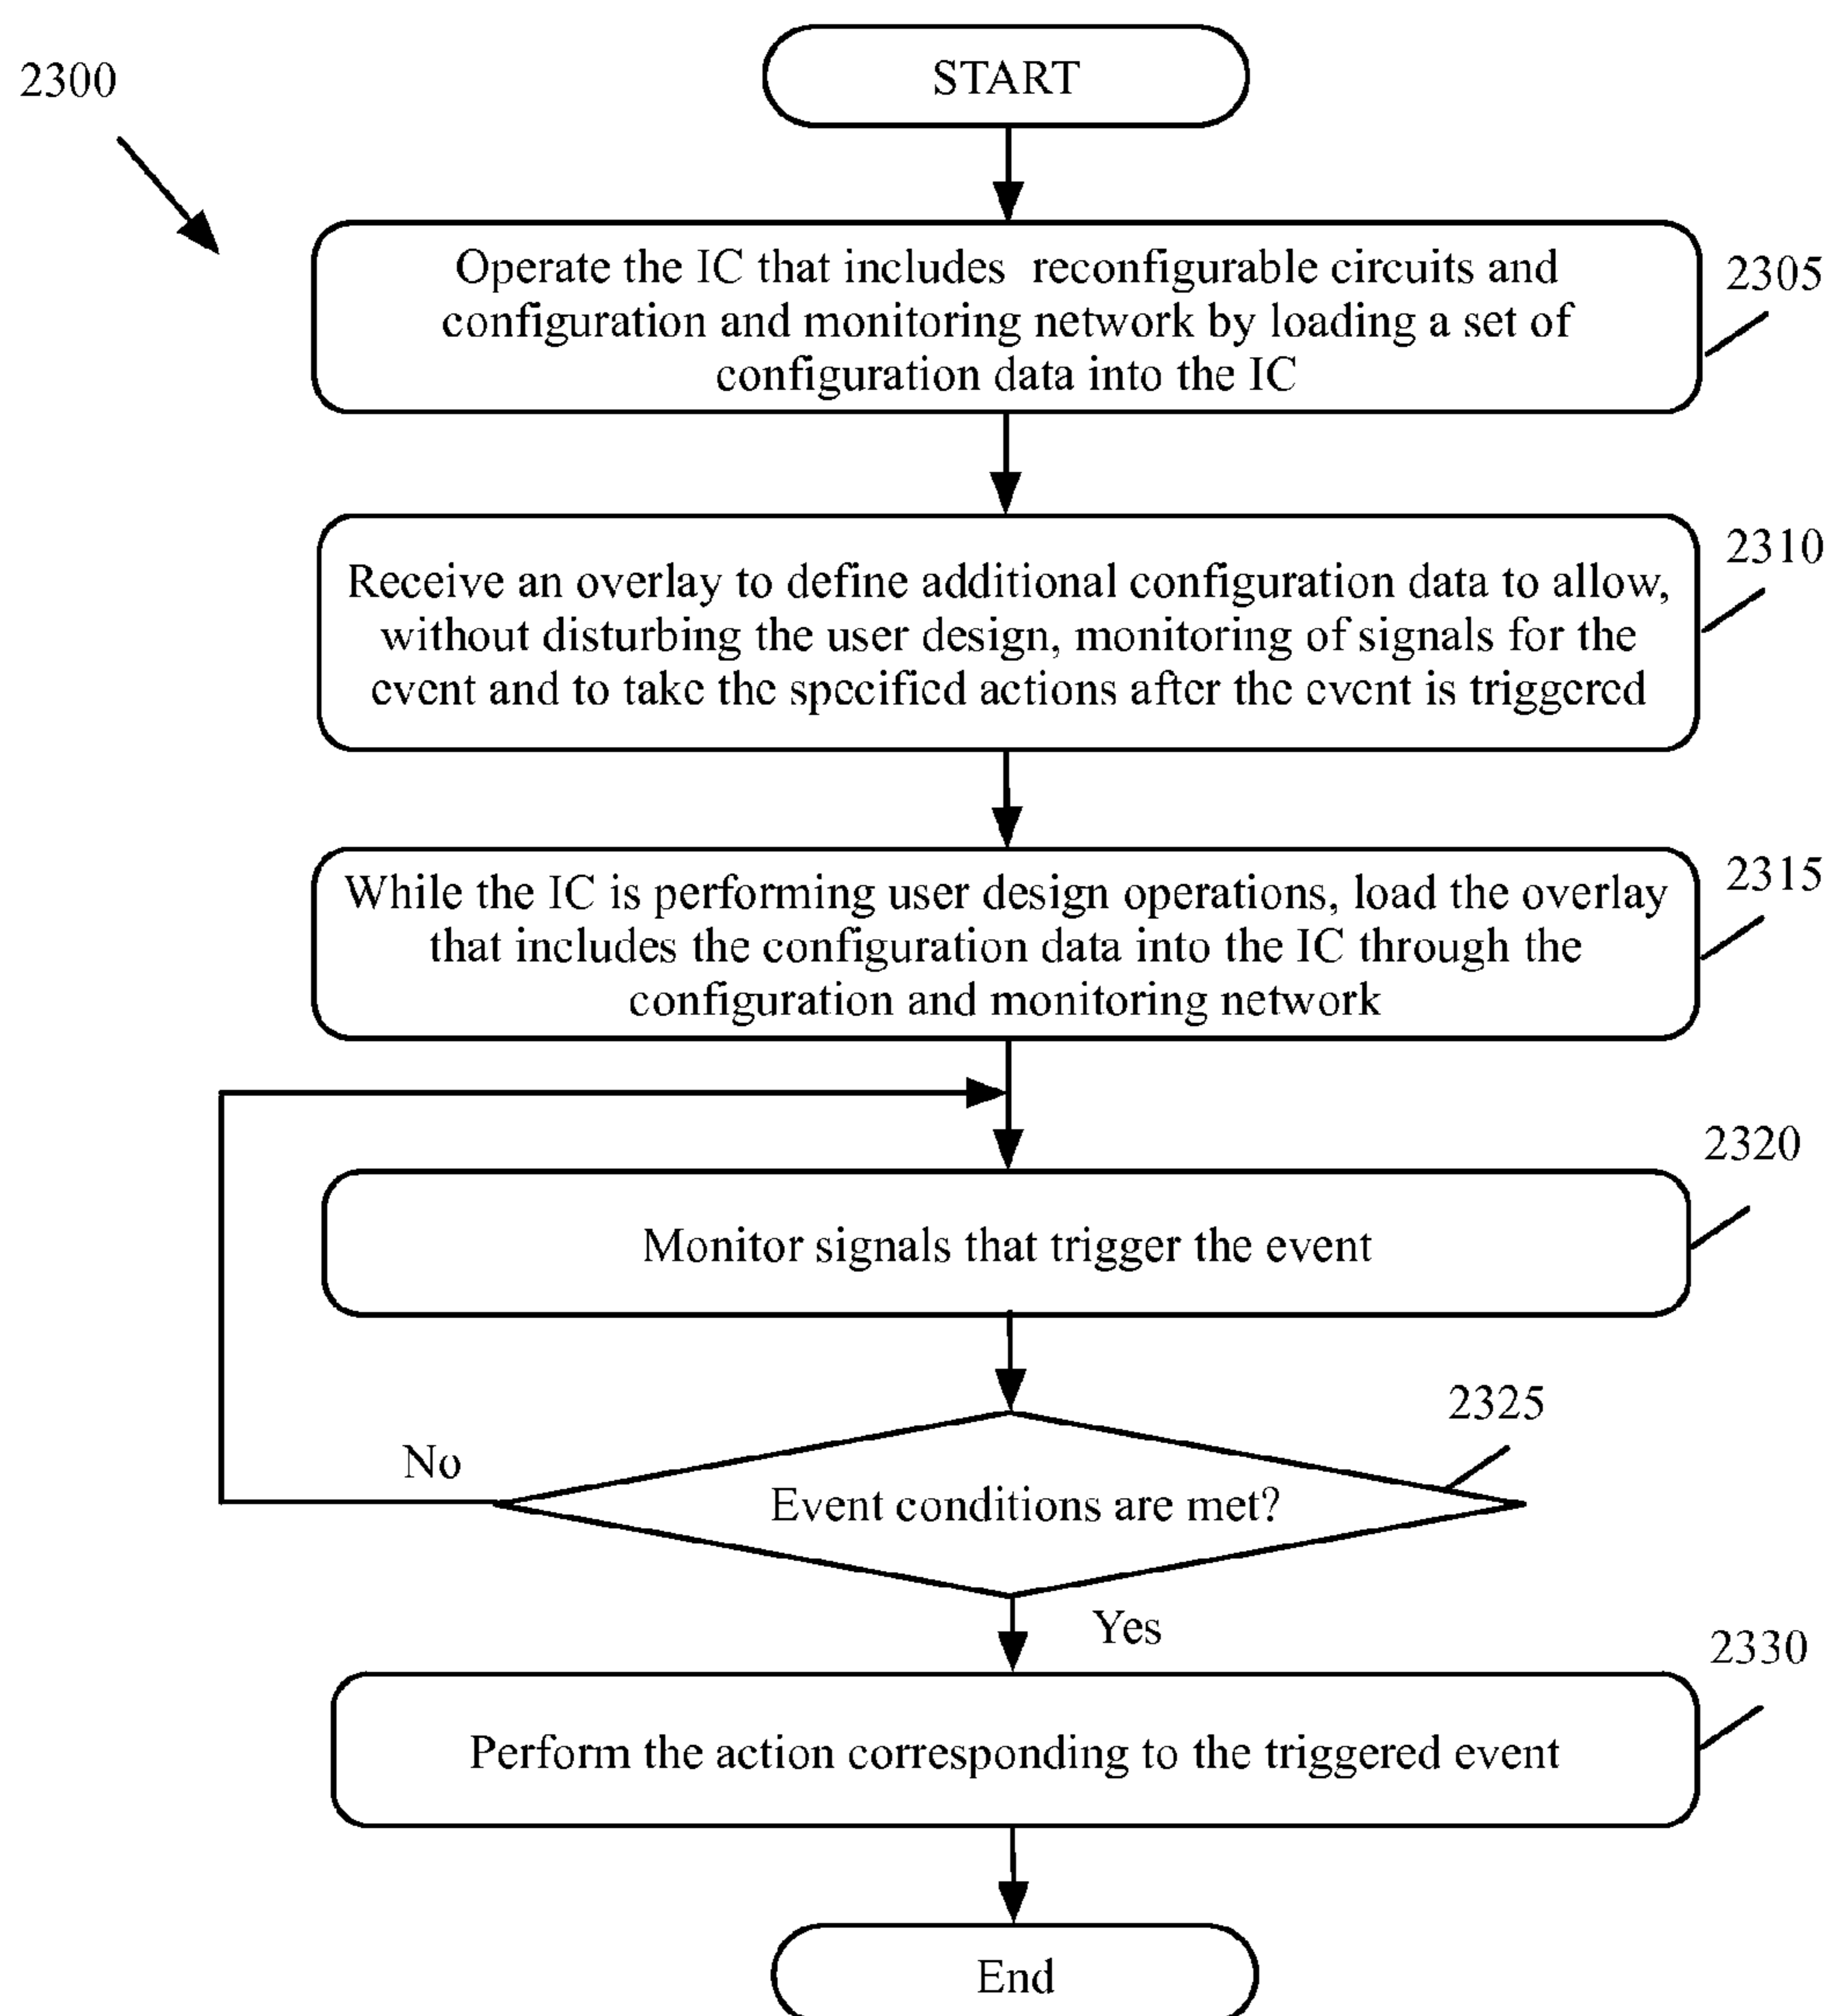 2300
START
Operate the IC that includes reconfigurable circuits and
configuration and monitoring network by loading a set of
configuration data into the IC
2305
Receive an overlay to define additional configuration data to allow,
without disturbing the user design, monitoring of signals for the
event and to take the specified actions after the event is triggered
2310
While the IC is performing user design operations, load the overlay
that includes the configuration data into the IC through the
configuration and monitoring network
2315
Monitor signals that trigger the event
2320
Event conditions are met?
2325
No
Yes
Perform the action corresponding to the triggered event
2330
End